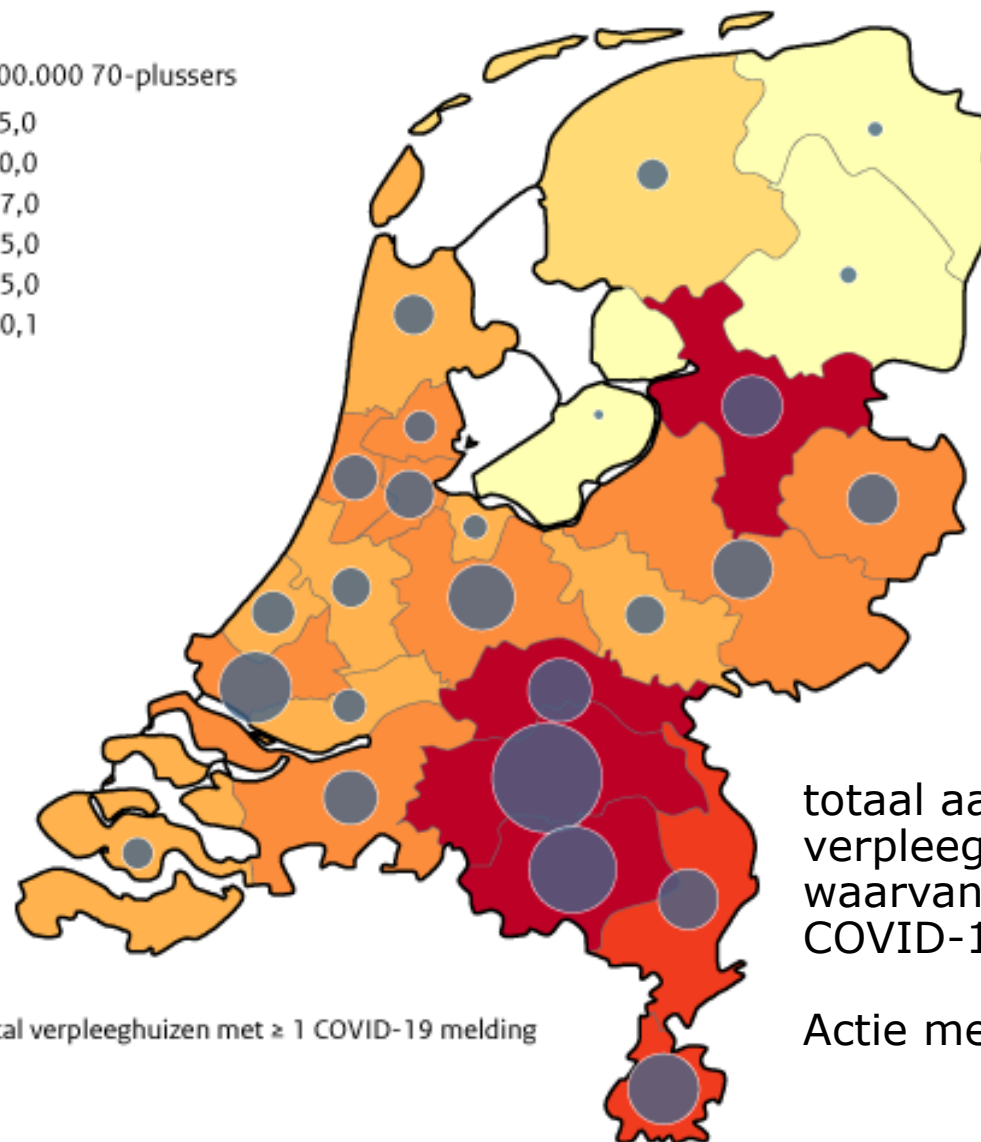 00.000 70-plussers
5,0
0,0
7,0
5,0
5,0
0,1
tal verpleeghuizen met ≥ 1 COVID-19 melding
totaal aa
verpleeg
waarvan
COVID-1
Actie me